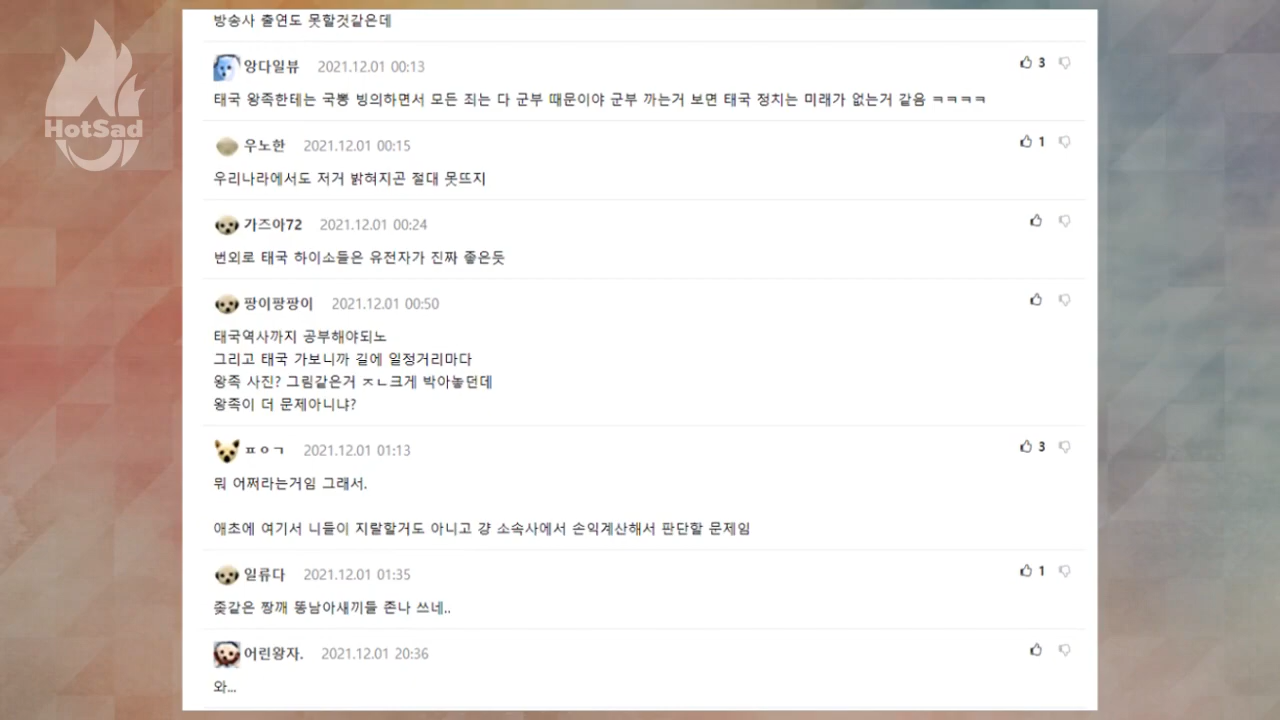 방송사 출연도 못할것같은데
HotSad
앙다일뷰 2021.12.01 00:13 3
태국 왕족한테는 국뽕 빙의하면서 모든 죄는 다 군부 때문이야 군부 까는거 보면 태국 정치는 미래가 없는거 같음 ㅋㅋㅋㅋ
우노한 2021.12.01 00:15 1
우리나라에서도 저거 밝혀지곤 절대 못뜨지
가즈아72 2021.12.01 00:24
번외로 태국 하이소들은 유전자가 진짜 좋은듯
팡이팡팡이 2021.12.01 00:50
태국역사까지 공부해야되노
그리고 태국 가보니까 길에 일정거리마다
왕족 사진? 그림같은거 ㅈㄴ크게 박아놓던데
왕족이 더 문제아니냐?
ㅍㅇㄱ 2021.12.01 01:13 3
뭐 어쩌라는거임 그래서.
애초에 여기서 니들이 지랄할거도 아니고 걍 소속사에서 손익계산해서 판단할 문제임
일류다 2021.12.01 01:35 1
좆같은 짱깨 똥남아새끼들 존나 쓰네..
어린왕자. 2021.12.01 20:36
와...